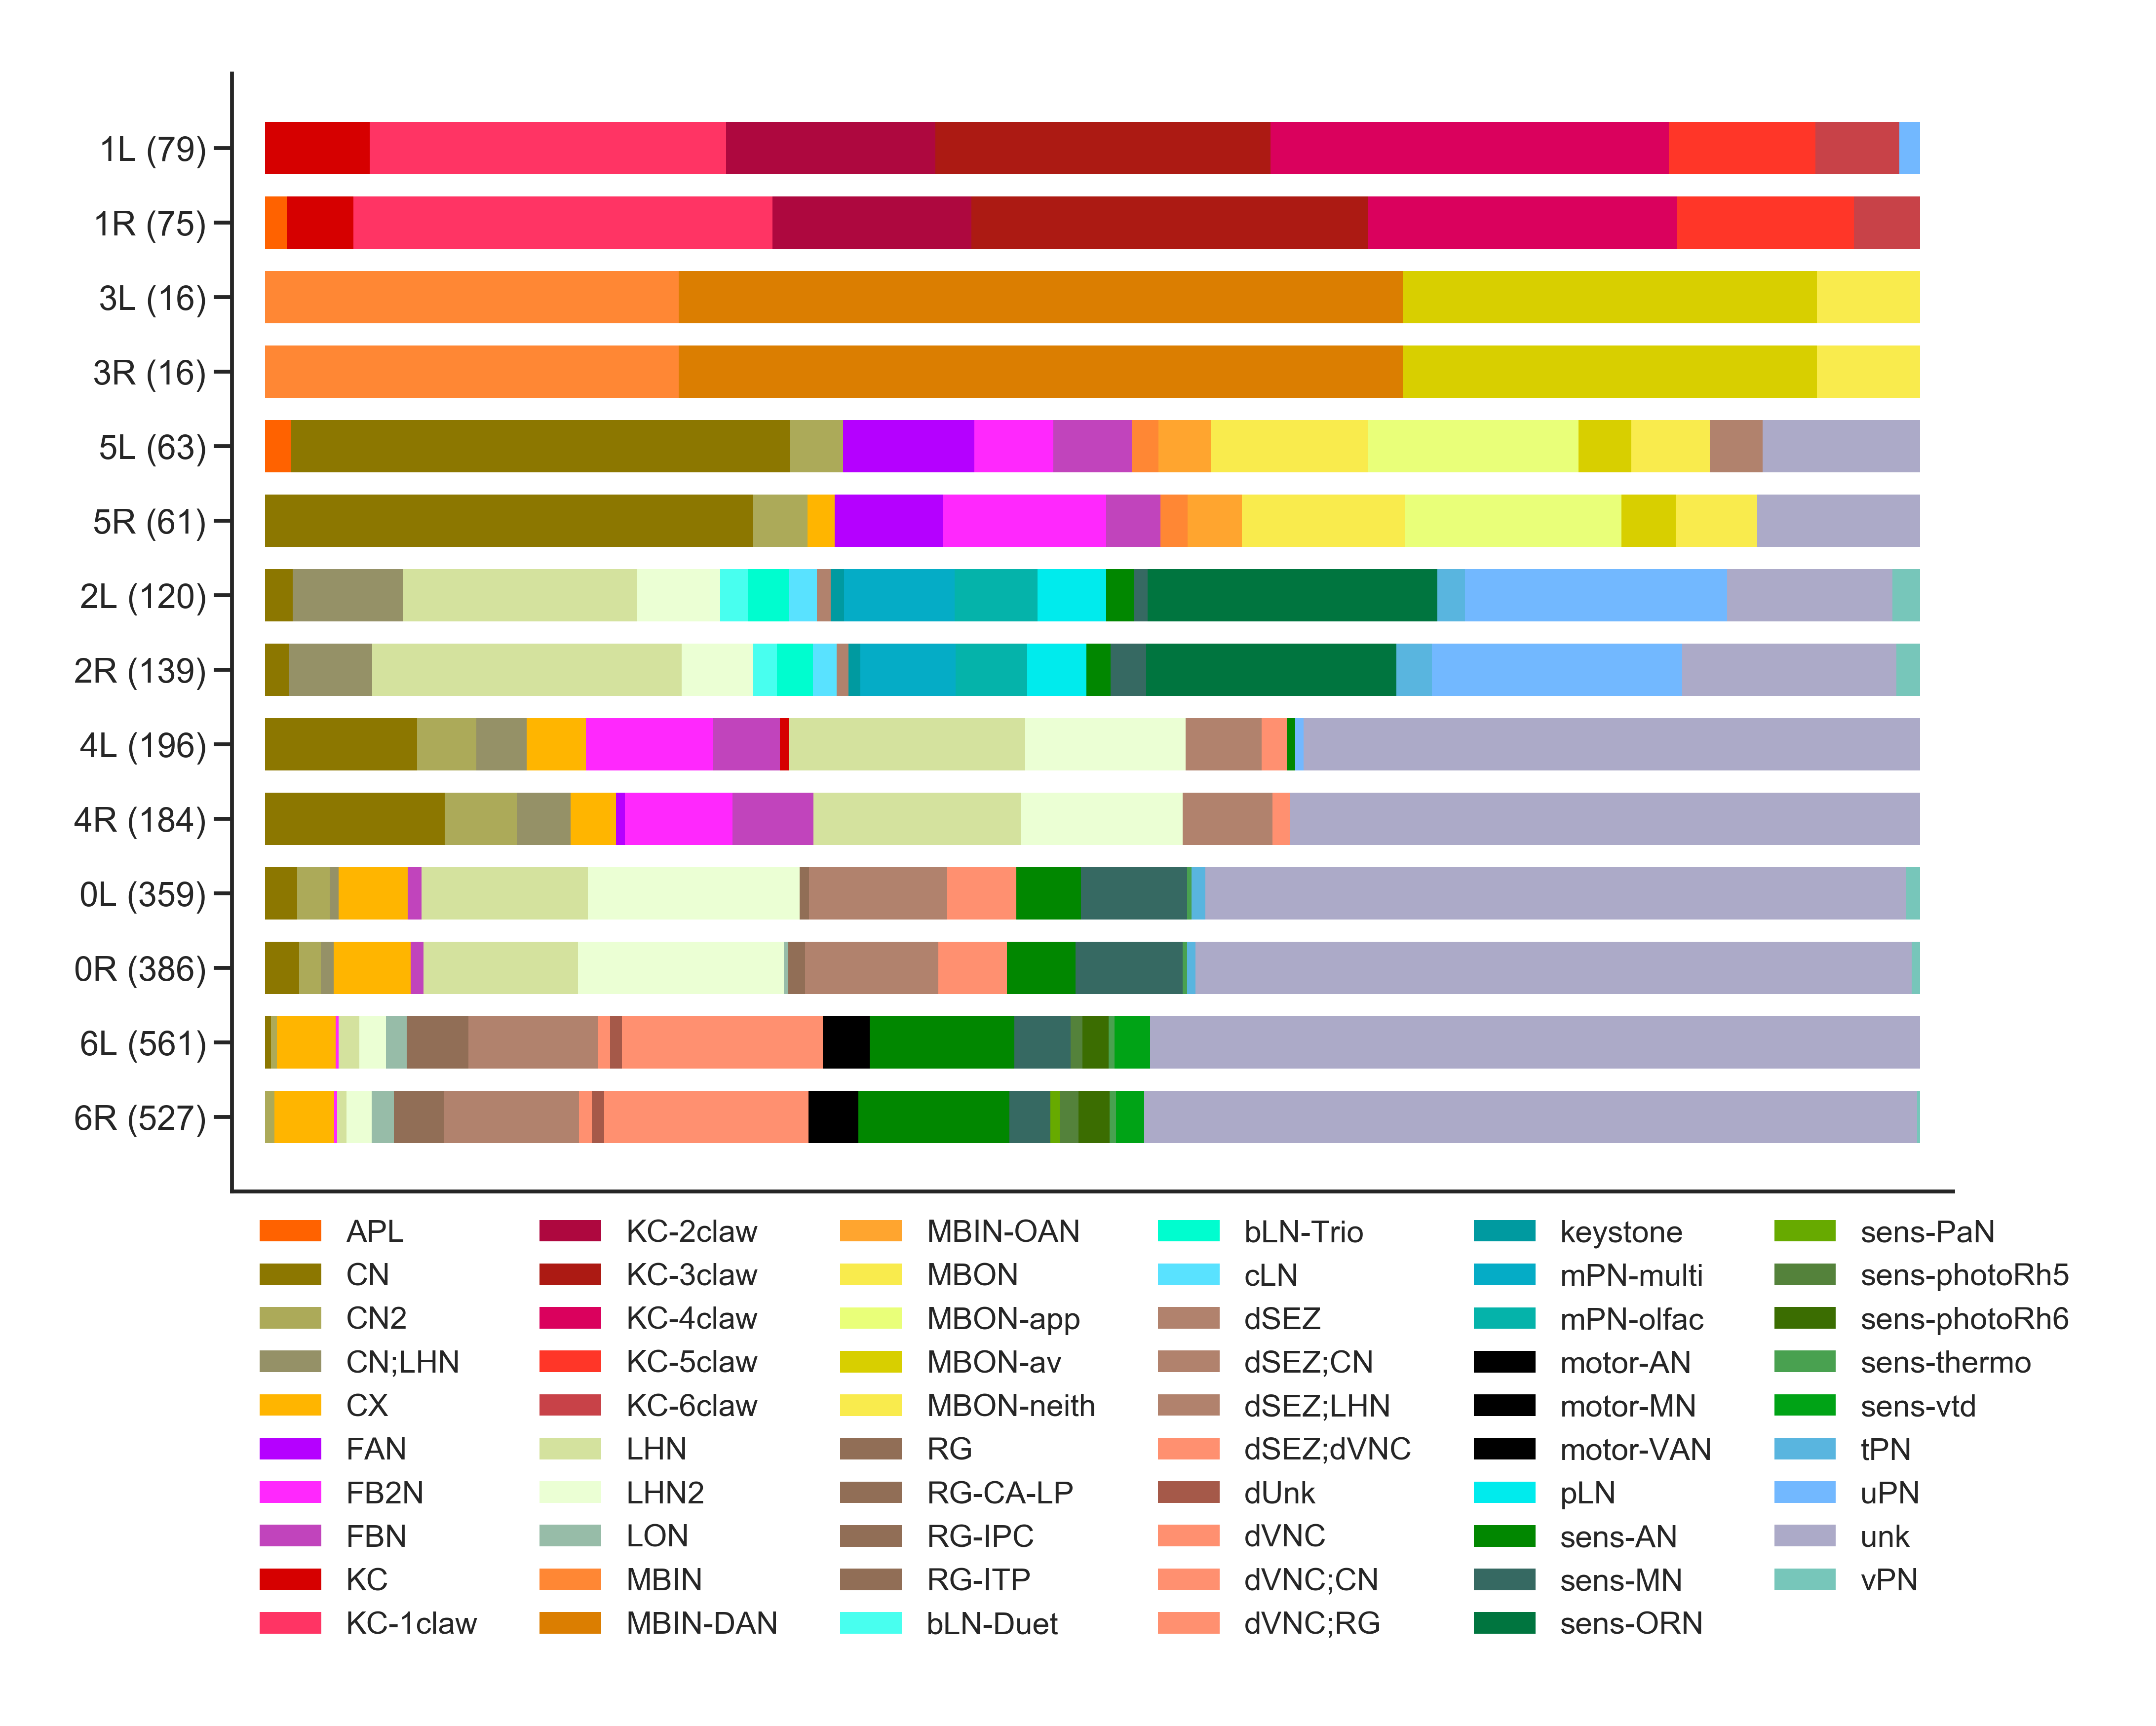 1L (79)
1R (75)
3L (16)
3R (16)
5L (63)
5R (61)
2L (120)
2R (139)
4L (196)
4R (184)
0L (359)
0R (386)
6L (561)
6R (527)
APL
CN
CN2
CN;LHN
CX
FAN
FB2N
FBN
KC
KC-1claw
KC-2claw
KC-3claw
KC-4claw
KC-5claw
KC-6claw
LHN
LHN2
LON
MBIN
MBIN-DAN
MBIN-OAN
MBON
MBON-app
MBON-av
MBON-neith
RG
RG-CA-LP
RG-IPC
RG-ITP
bLN-Duet
bLN-Trio
cLN
dSEZ
dSEZ;CN
dSEZ;LHN
dSEZ;dVNC
dUnk
dVNC
dVNC;CN
dVNC;RG
keystone
mPN-multi
mPN-olfac
motor-AN
motor-MN
motor-VAN
pLN
sens-AN
sens-MN
sens-ORN
sens-PaN
sens-photoRh5
sens-photoRh6
sens-thermo
sens-vtd
tPN
uPN
unk
vPN